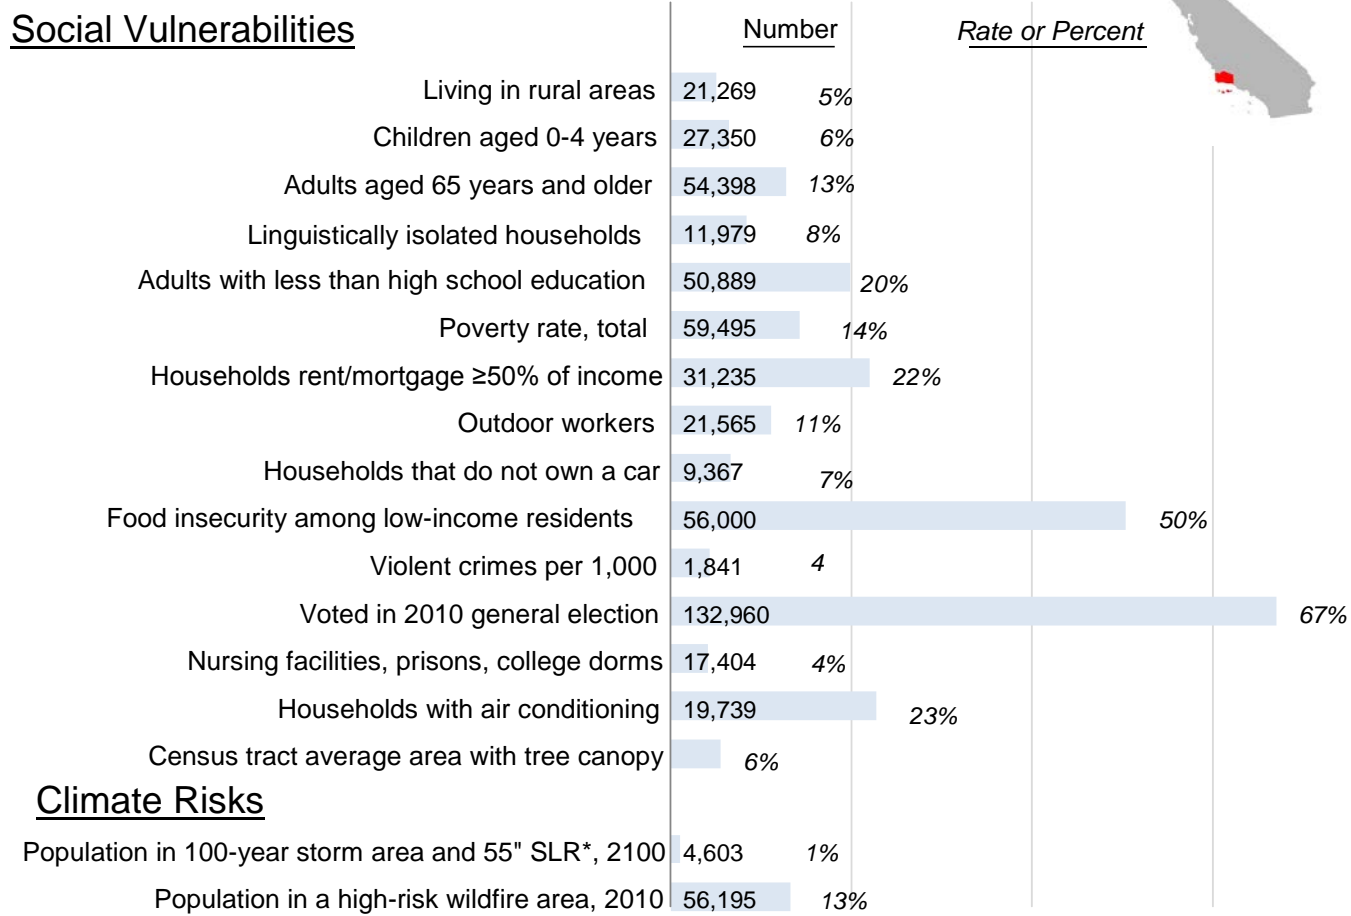 Social Vulnerabilities Number Rate or Percent
Living in rural areas 21,269 5%
Children aged 0-4 years 27,350 6%
Adults aged 65 years and older 54,398 13%
Linguistically isolated households 11,979 8%
Adults with less than high school education 50,889 20%
Poverty rate, total 59,495 14%
Households rent/mortgage ≥50% of income 31,235 22%
Outdoor workers 21,565 11%
Households that do not own a car 9,367 7%
Food insecurity among low-income residents 56,000 50%
Violent crimes per 1,000 1,841 4
Voted in 2010 general election 132,960 67%
Nursing facilities, prisons, college dorms 17,404 4%
Households with air conditioning 19,739 23%
Census tract average area with tree canopy 6%
Climate Risks
Population in 100-year storm area and 55" SLR*, 2100 4,603 1%
Population in a high-risk wildfire area, 2010 56,195 13%